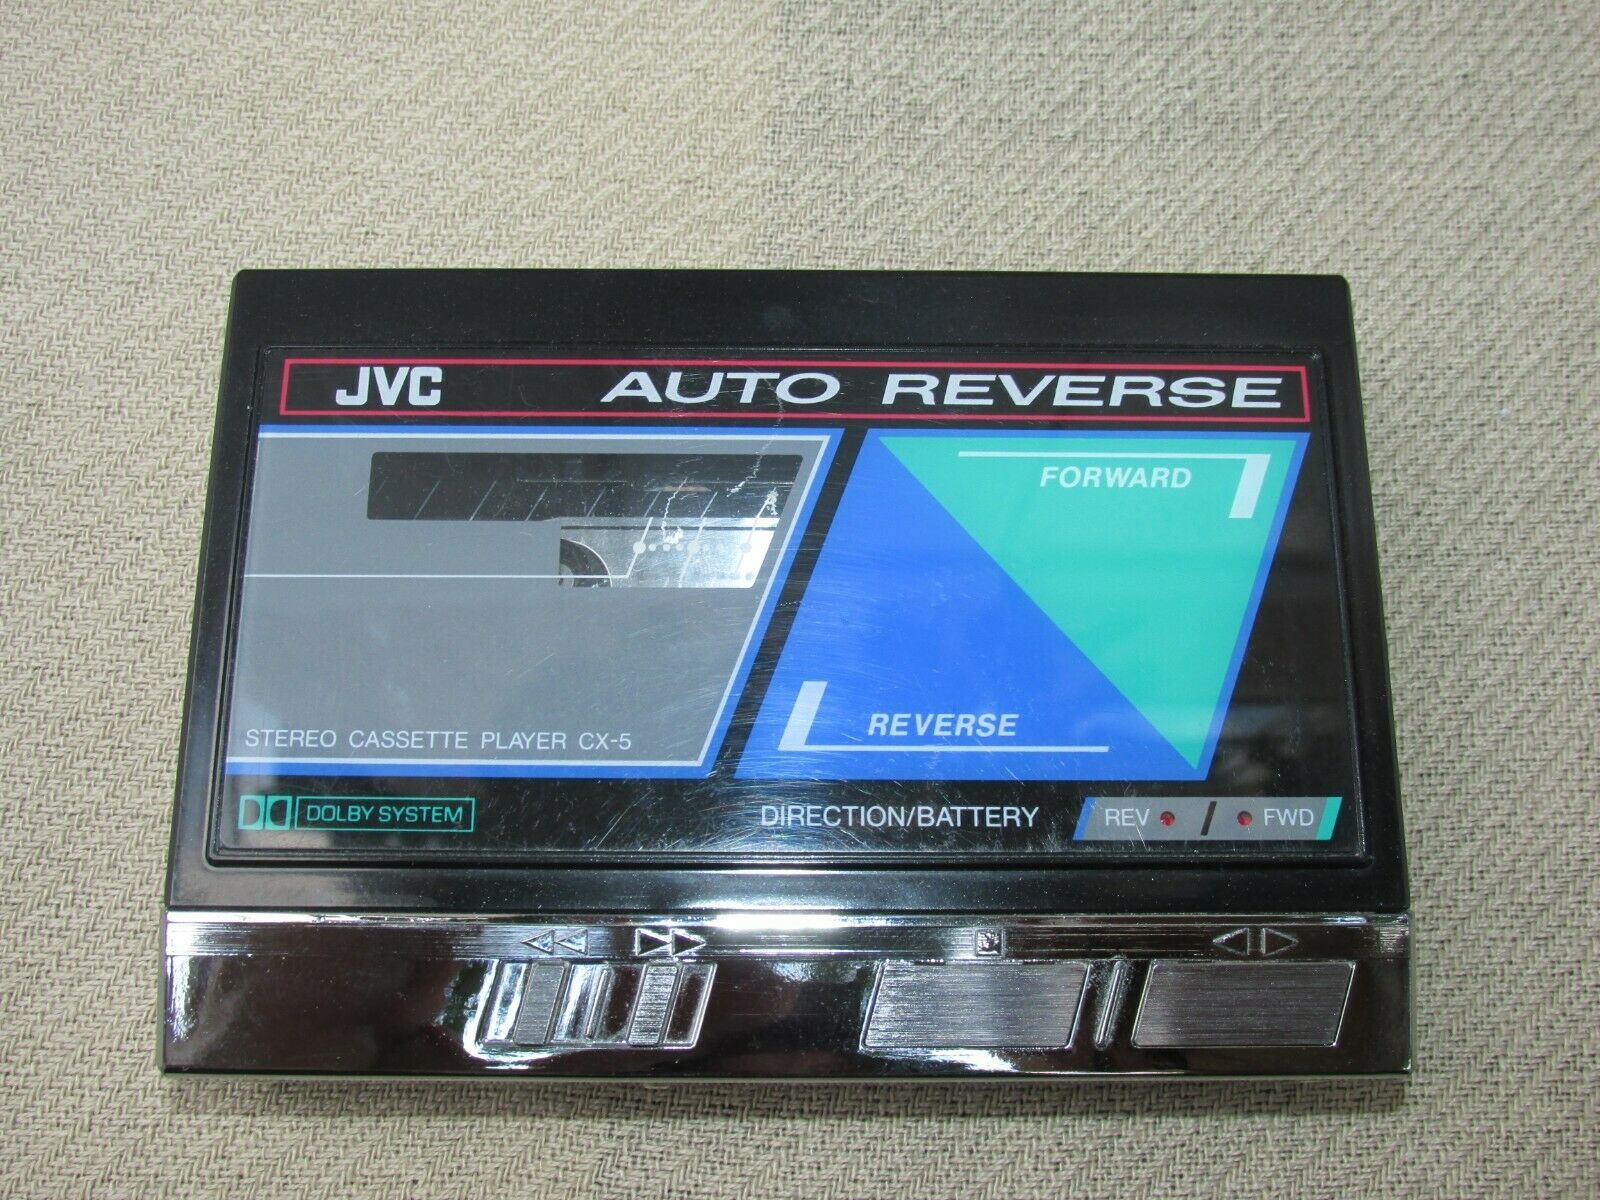 JVC AUTO REVERSE
FORWARD
REVERSE
STEREO CASSETTE PLAYER CX-5
DOLBY SYSTEM
DIRECTION/BATTERY REV / FWD